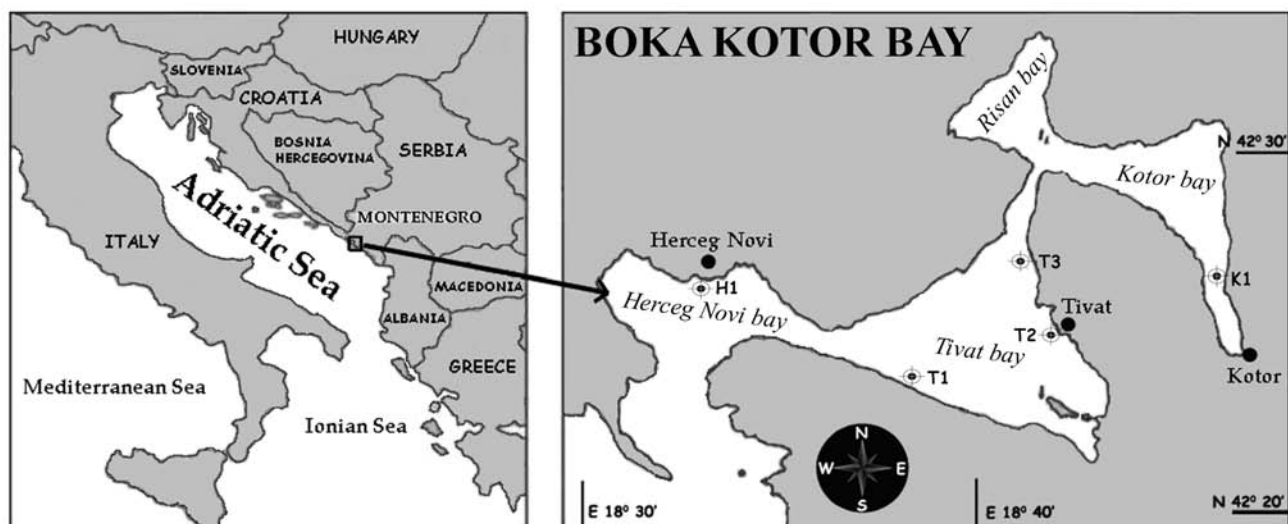 HUNGARY
SLOVENIA
CROATIA
BOSNIA
HERCEGOVINA
SERBIA
Adriatic Sea
MONTENEGRO
ITALY
MACEDONIA
ALBANIA
GREECE
Mediterranean Sea
Ionian Sea
BOKA KOTOR BAY
Risan bay
N 42° 30'
Kotor bay
Herceg Novi
T3
K1
H1
Herceg Novi bay
Tivat
T2
Tivat bay
Kotor
T1
N
W E
S
E 18° 30'
E 18° 40'
N 42° 20'